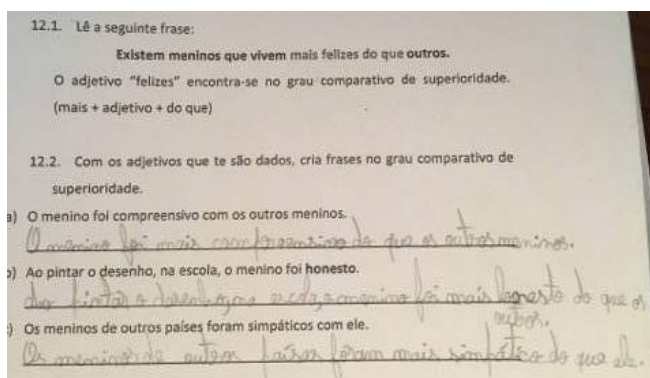 12.1. Lê a seguinte frase:
Existem meninos que vivem mais felizes do que outros.
O adjetivo "felizes" encontra-se no grau comparativo de superioridade.
(mais + adjetivo + do que)
12.2. Com os adjetivos que te são dados, cria frases no grau comparativo de
superioridade.
a) O menino foi compreensivo com os outros meninos.
O menino foi mais compreensivo do que os outros meninos.
b) Ao pintar o desenho, na escola, o menino foi honesto.
Ao pintar o desenho, na escola, o menino foi mais honesto do que os
outros.
c) Os meninos de outros países foram simpáticos com ele.
Os meninos de outros países foram mais simpático do que ele.